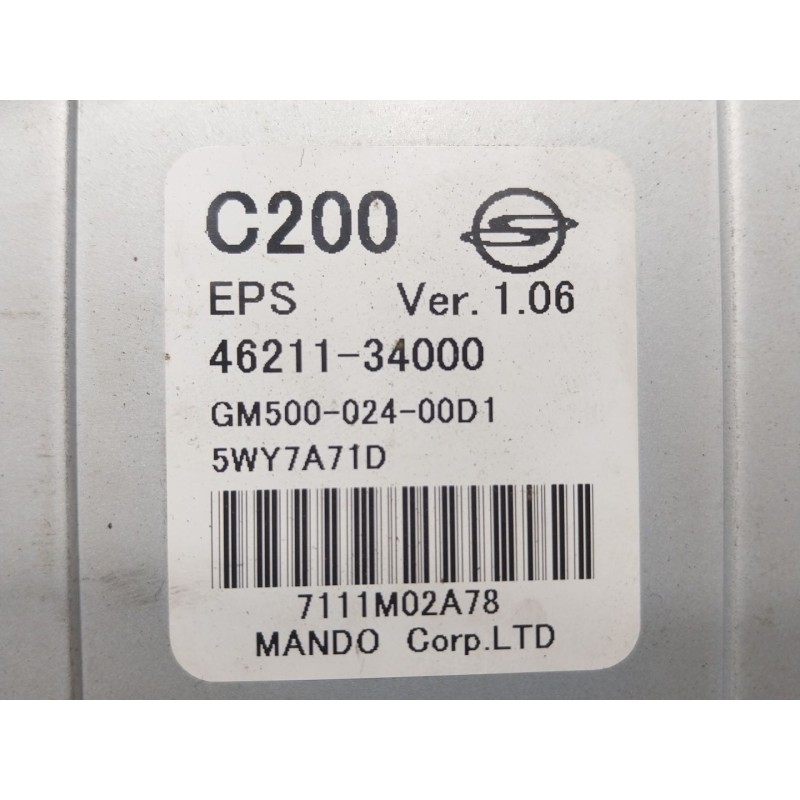 C200
EPS Ver. 1.06
46211-34000
GM500-024-00D1
5WY7A71D
7111M02A78
MANDO Corp.LTD